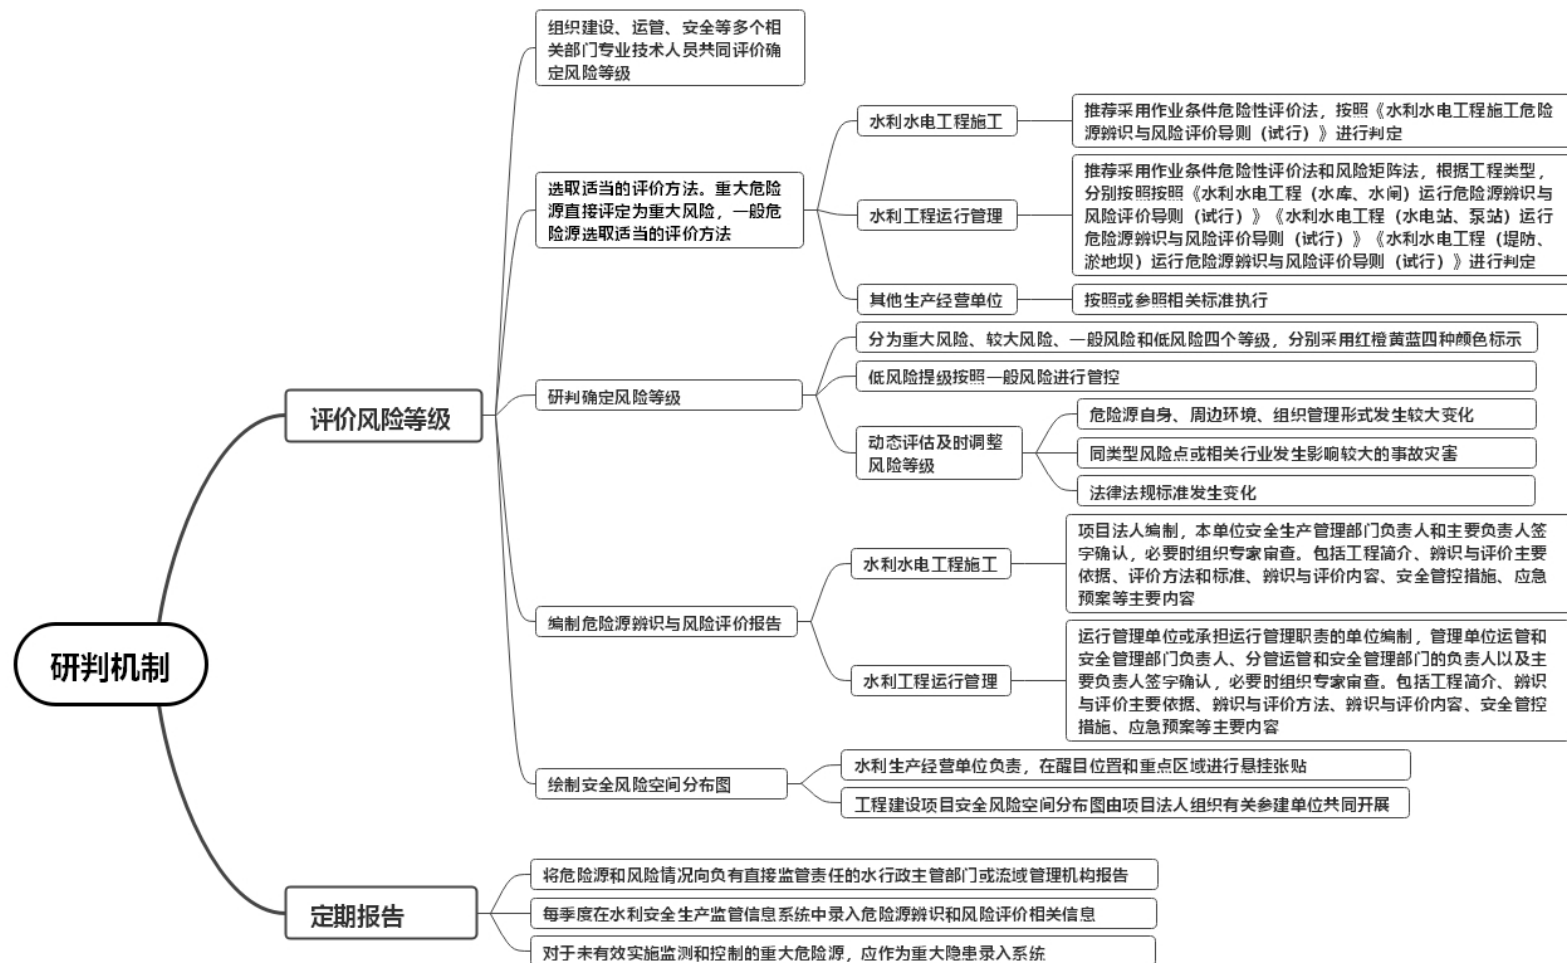 研判机制
评价风险等级
组织建设、运管、安全等多个相
关部门专业技术人员共同评价确
定风险等级
选取适当的评价方法。重大危险
源直接评定为重大风险，一般危
险源选取适当的评价方法
水利水电工程施工
推荐采用作业条件危险性评价法，按照《水利水电工程施工危险
源辨识与风险评价导则（试行）》进行判定
水利工程运行管理
推荐采用作业条件危险性评价法和风险矩阵法，根据工程类型，
分别按照按照《水利水电工程（水库、水闸）运行危险源辨识与
风险评价导则（试行）》《水利水电工程（水电站、泵站）运行
危险源辨识与风险评价导则（试行）》《水利水电工程（堤防、
淤地坝）运行危险源辨识与风险评价导则（试行）》进行判定
其他生产经营单位
按照或参照相关标准执行
研判确定风险等级
分为重大风险、较大风险、一般风险和低风险四个等级，分别采用红橙黄蓝四种颜色标示
低风险提级按照一般风险进行管控
动态评估及时调整
风险等级
危险源自身、周边环境、组织管理形式发生较大变化
同类型风险点或相关行业发生影响较大的事故灾害
法律法规标准发生变化
编制危险源辨识与风险评价报告
水利水电工程施工
项目法人编制，本单位安全生产管理部门负责人和主要负责人签
字确认，必要时组织专家审查。包括工程简介、辨识与评价主要
依据、评价方法和标准、辨识与评价内容、安全管控措施、应急
预案等主要内容
水利工程运行管理
运行管理单位或承担运行管理职责的单位编制，管理单位运管和
安全管理部门负责人、分管运管和安全管理部门的负责人以及主
要负责人签字确认，必要时组织专家审查。包括工程简介、辨识
与评价主要依据、辨识与评价方法、辨识与评价内容、安全管控
措施、应急预案等主要内容
绘制安全风险空间分布图
水利生产经营单位负责，在醒目位置和重点区域进行悬挂张贴
工程建设项目安全风险空间分布图由项目法人组织有关参建单位共同开展
定期报告
将危险源和风险情况向负有直接监管责任的水行政主管部门或流域管理机构报告
每季度在水利安全生产监管信息系统中录入危险源辨识和风险评价相关信息
对于未有效实施监测和控制的重大危险源，应作为重大隐患录入系统